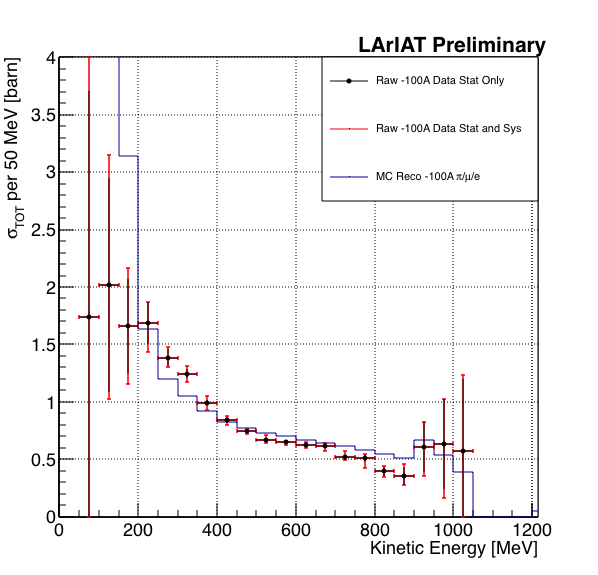 LArIAT Preliminary
σTOT per 50 MeV [barn]
4
3.5
3
2.5
2
1.5
1
0.5
0
Raw -100A Data Stat Only
Raw -100A Data Stat and Sys
MC Reco -100A π/μ/e
0 200 400 600 800 1000 1200
Kinetic Energy [MeV]